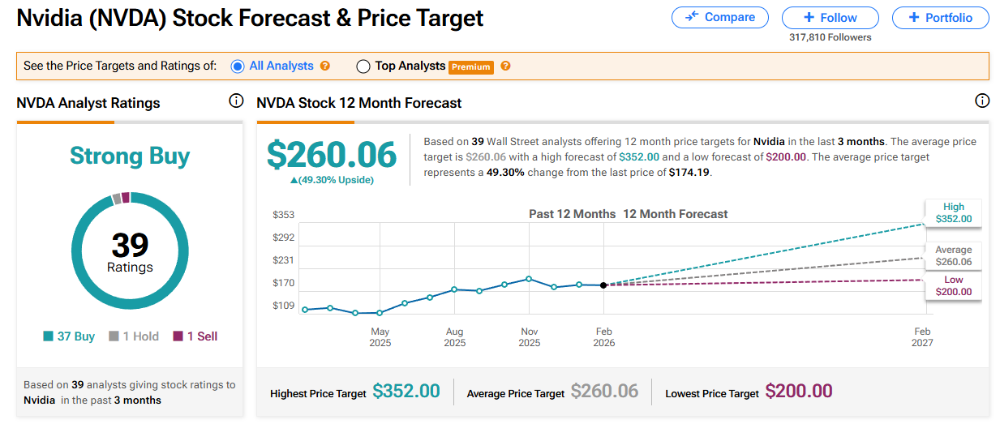 Nvidia (NVDA) Stock Forecast & Price Target
Compare
+ Follow
+ Portfolio
317,810 Followers
See the Price Targets and Ratings of:
All Analysts ?
Top Analysts Premium ?
NVDA Analyst Ratings
Strong Buy
39
Ratings
37 Buy
1 Hold
1 Sell
Based on 39 analysts giving stock ratings to
Nvidia in the past 3 months
NVDA Stock 12 Month Forecast
$260.06
▲(49.30% Upside)
Based on 39 Wall Street analysts offering 12 month price targets for Nvidia in the last 3 months. The average price
target is $260.06 with a high forecast of $352.00 and a low forecast of $200.00. The average price target
represents a 49.30% change from the last price of $174.19.
Past 12 Months
12 Month Forecast
$353
$292
$231
$170
$109
May
2025
Aug
2025
Nov
2025
Feb
2026
Feb
2027
High
$352.00
Average
$260.06
Low
$200.00
Highest Price Target $352.00
Average Price Target $260.06
Lowest Price Target $200.00